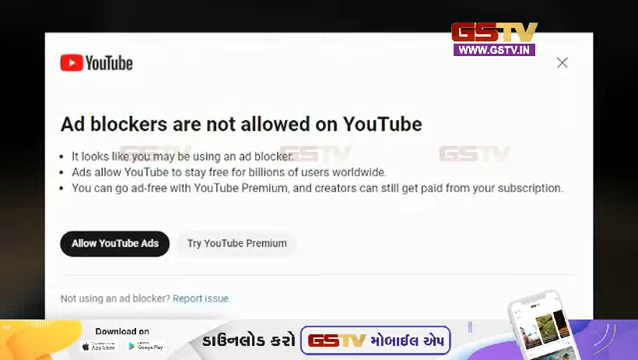 GSTV
WWW.GSTV.IN
YouTube
Ad blockers are not allowed on YouTube
GSTV GSTV GSTV
It looks like you may be using an ad blocker.
Ads allow YouTube to stay free for billions of users worldwide.
You can go ad-free with YouTube Premium, and creators can still get paid from your subscription.
Allow YouTube Ads Try YouTube Premium
Not using an ad blocker? Report issue
Download on
App Store Google Play
ડાઉનલોડ કરો GSTV મોબાઈલ એપ